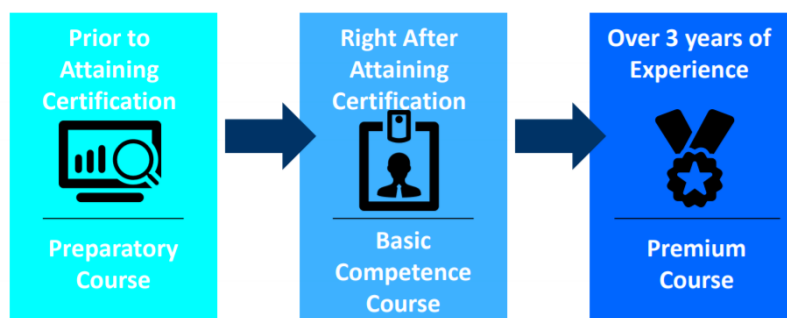 Prior to
Attaining
Certification
Preparatory
Course
Right After
Attaining
Certification
Basic
Competence
Course
Over 3 years of
Experience
Premium
Course